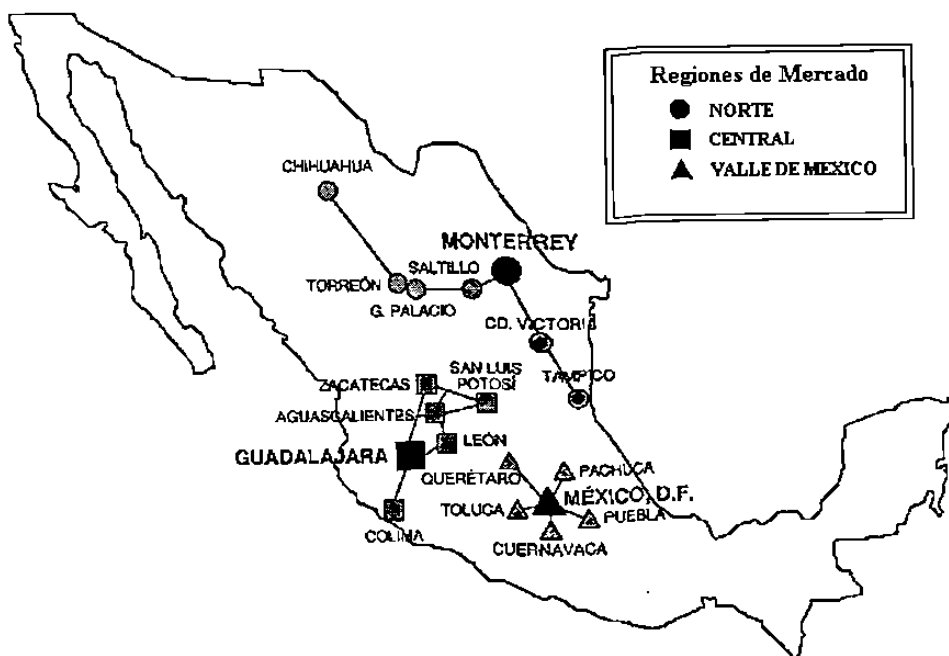 Regiones de Mercado
NORTE
CENTRAL
VALLE DE MEXICO
CHIHUAHUA
MONTERREY
SALTILLO
TORREÓN
G. PALACIO
CD. VICTORIA
TAMPICO
SAN LUIS
POTOSÍ
ZACATECAS
AGUASCALIENTES
LEÓN
GUADALAJARA
QUERÉTARO
PACHUCA
MÉXICO, D.F.
TOLUCA
PUEBLA
COLIMA
CUERNAVACA